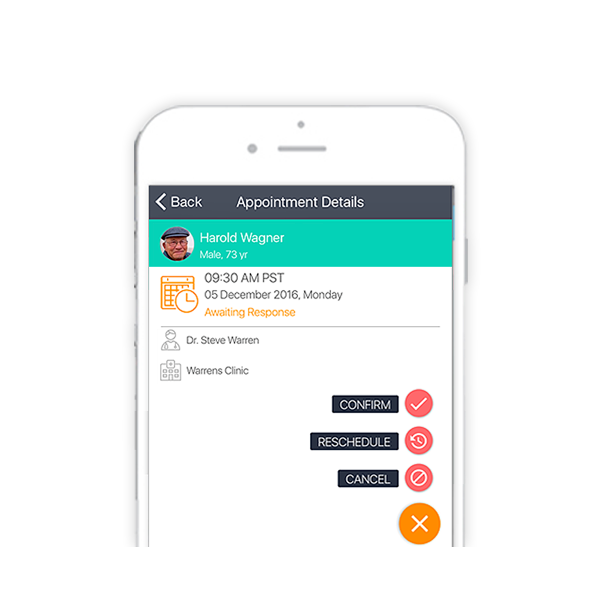 Back
Appointment Details
Harold Wagner
Male, 73 yr
09:30 AM PST
05 December 2016, Monday
Awaiting Response
Dr. Steve Warren
Warrens Clinic
CONFIRM
RESCHEDULE
CANCEL